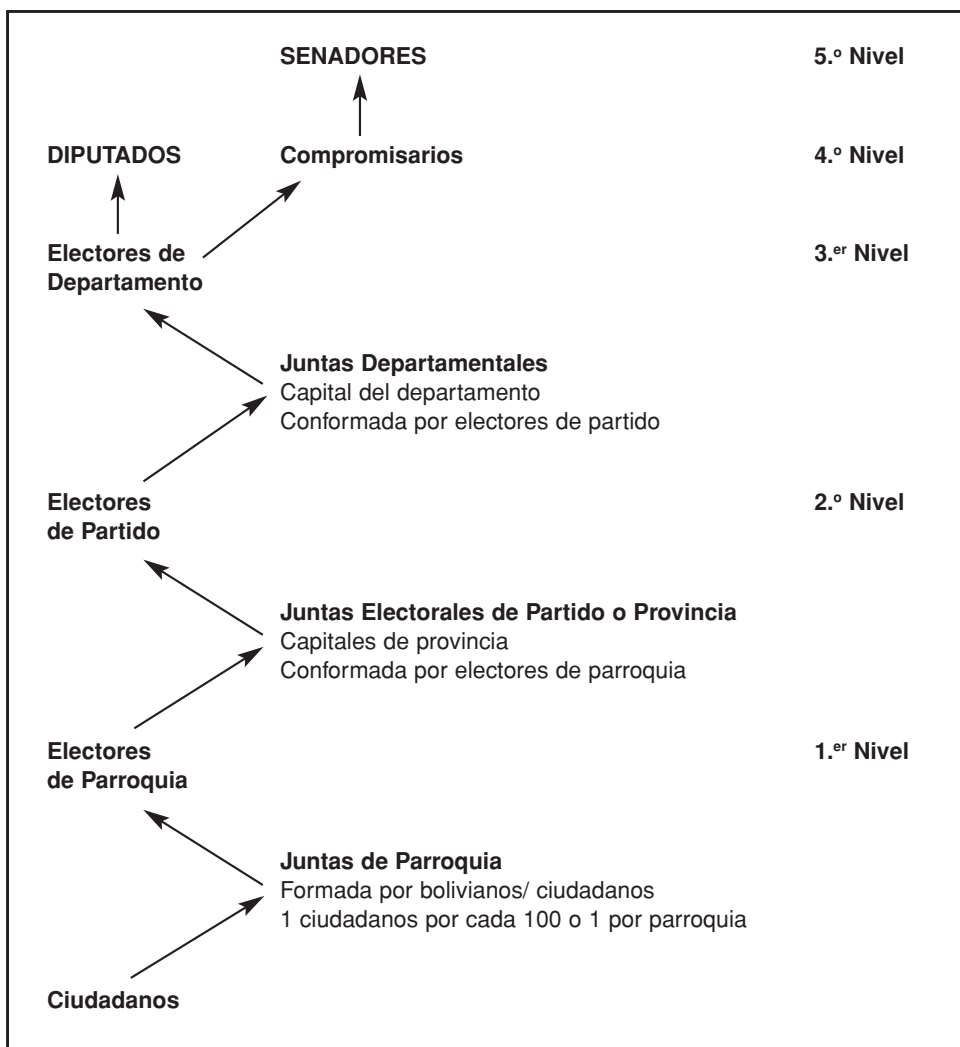 SENADORES 5.º Nivel
DIPUTADOS Compromisarios 4.º Nivel
Electores de 3.er Nivel
Departamento
Juntas Departamentales
Capital del departamento
Conformada por electores de partido
Electores 2.º Nivel
de Partido
Juntas Electorales de Partido o Provincia
Capitales de provincia
Conformada por electores de parroquia
Electores 1.er Nivel
de Parroquia
Juntas de Parroquia
Formada por bolivianos/ ciudadanos
1 ciudadanos por cada 100 o 1 por parroquia
Ciudadanos